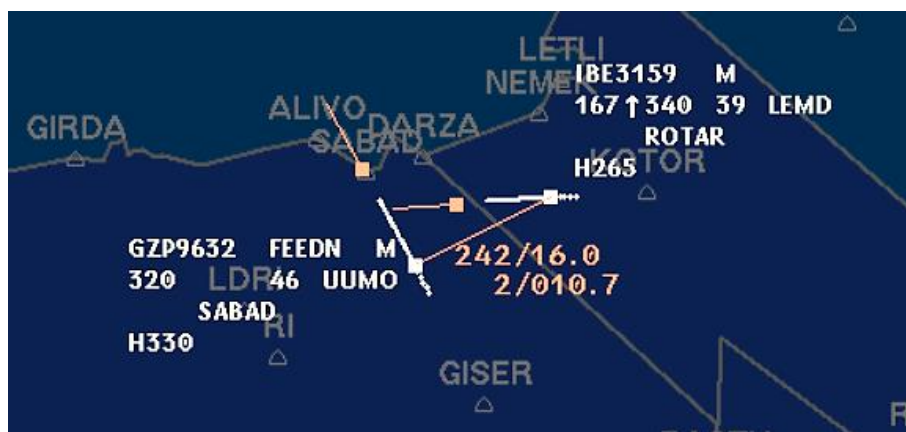 LETLI
NEMEK
IBE3159 M
167↑340 39 LEMD
ROTAR
H265
KOTOR
ALIVO
GIRDA
SABAD
DARZA
242/16.0
2/010.7
GZP9632 FEEDN M
320 46 UUMO
LDR
SABAD
RI
H330
GISER
R